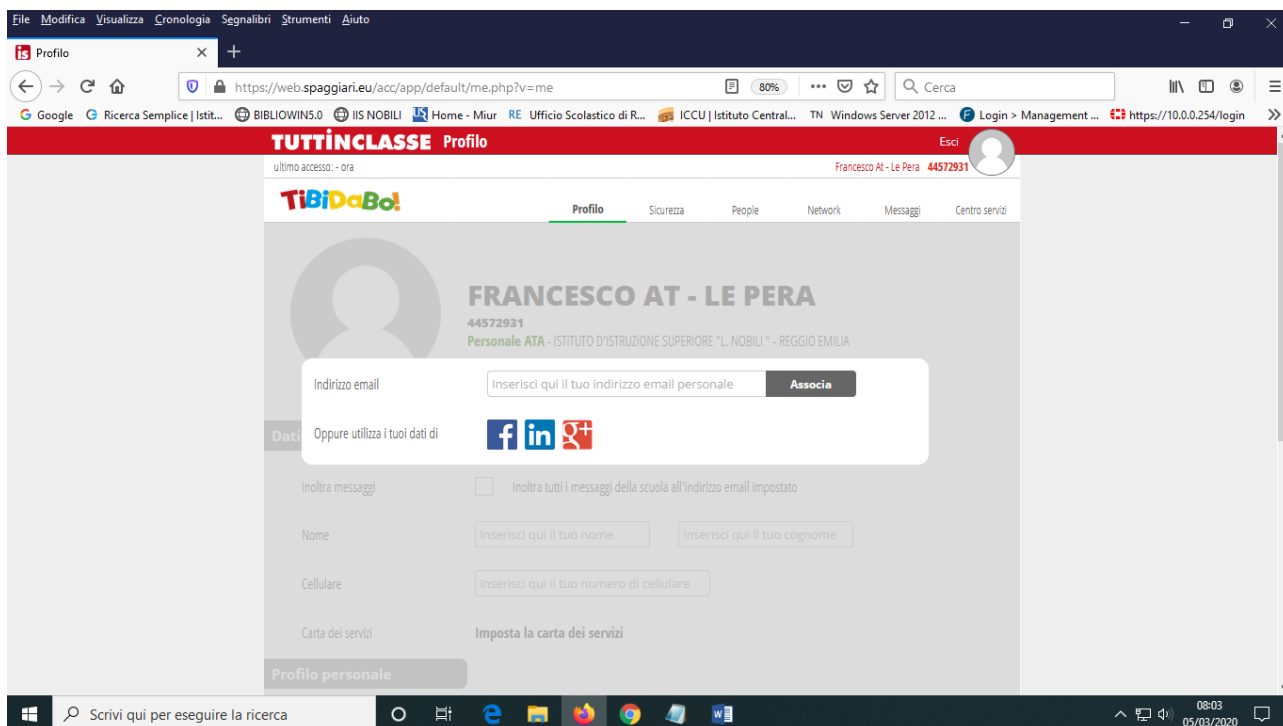 File Modifica Visualizza Cronologia Segnalibri Strumenti Aiuto
is Profilo
https://web.spaggiari.eu/acc/app/default/me.php?v=me 80% Cerca
Google Ricerca Semplice | Istit... BIBLIOWIN5.0 IIS NOBILI Home - Miur RE Ufficio Scolastico di R... ICCU | Istituto Central... TN Windows Server 2012 ... Login > Management ... https://10.0.0.254/login
TUTTiNCLASSE Profilo Esci
ultimo accesso: - ora Francesco At - Le Pera 44572931
TiBiDaBo! Profilo Sicurezza People Network Messaggi Centro servizi
FRANCESCO AT - LE PERA
44572931
Personale ATA - ISTITUTO D'ISTRUZIONE SUPERIORE "L. NOBILI " - REGGIO EMILIA
Indirizzo email Inserisci qui il tuo indirizzo email personale Associa
Dati Oppure utilizza i tuoi dati di f in g+
Inoltra messaggi Inoltra tutti i messaggi della scuola all'indirizzo email impostato
Nome Inserisci qui il tuo nome Inserisci qui il tuo cognome
Cellulare Inserisci qui il tuo numero di cellulare
Carta dei servizi Imposta la carta dei servizi
Profilo personale
Scrivi qui per eseguire la ricerca 08:03
05/03/2020